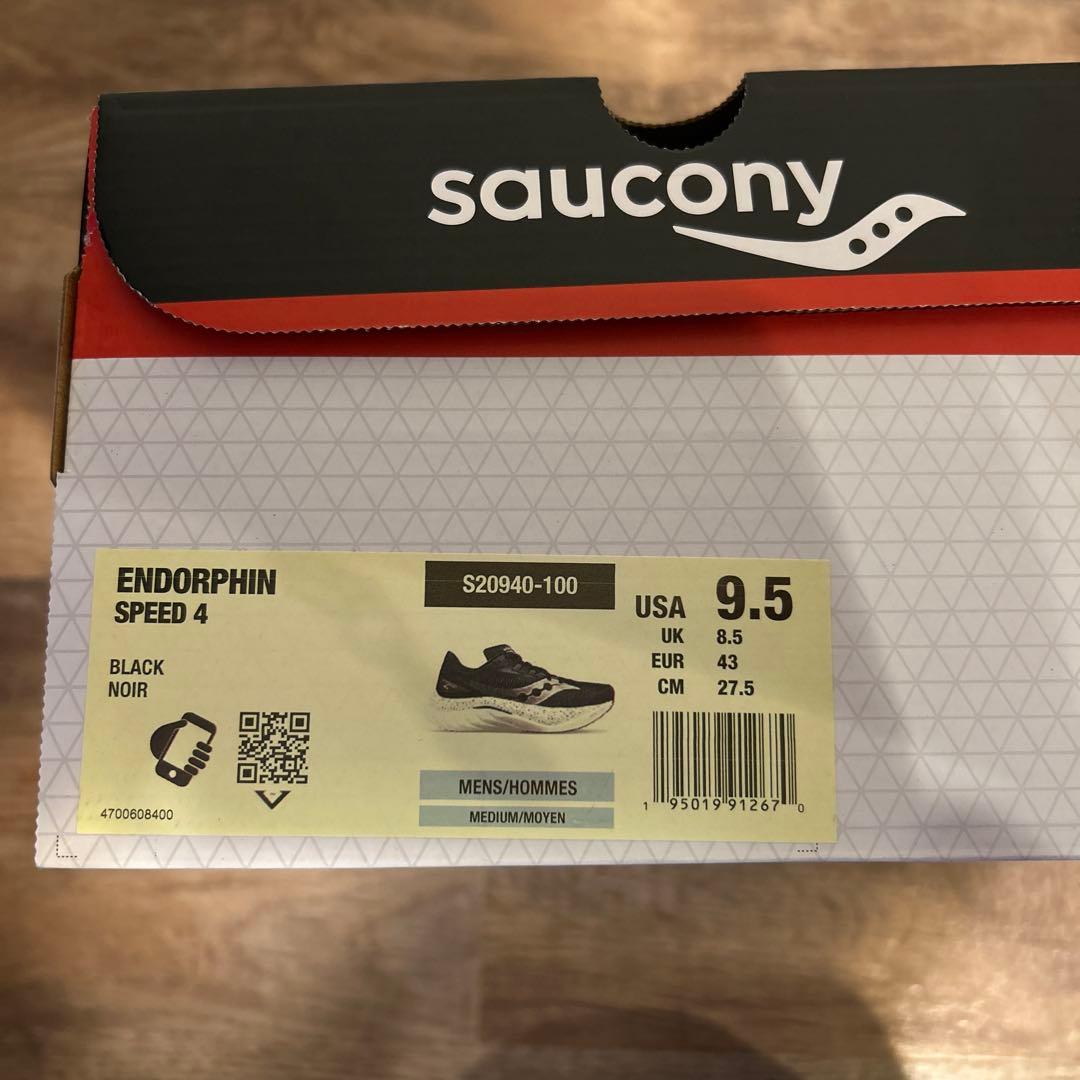 saucony
ENDORPHIN
SPEED 4
BLACK
NOIR
4700608400
S20940-100
MENS/HOMMES
MEDIUM/MOYEN
USA 9.5
UK 8.5
EUR 43
CM 27.5
1 95019 91267 0